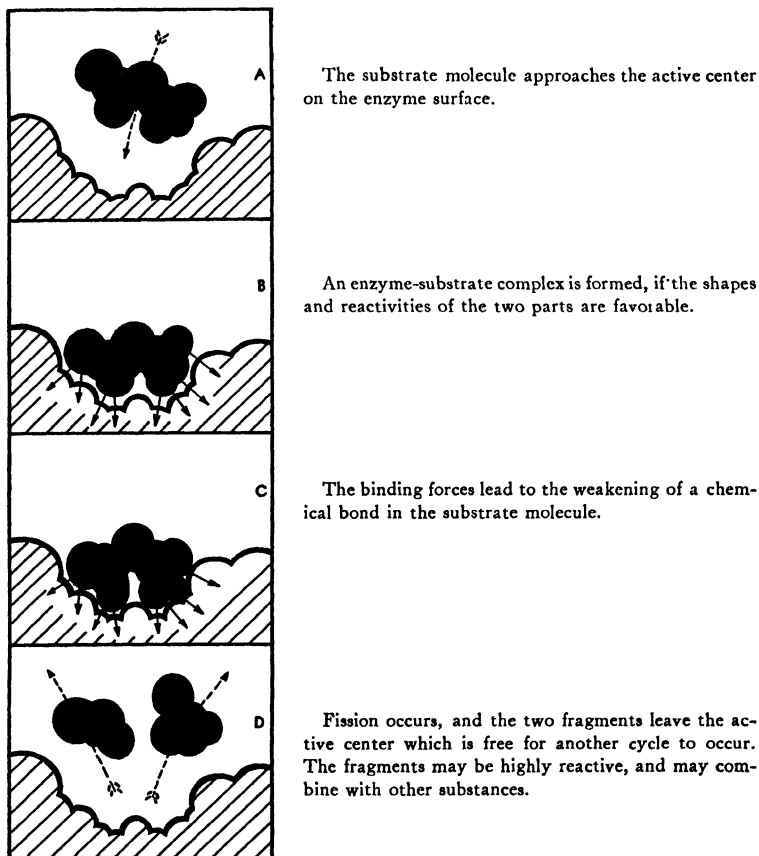 A
The substrate molecule approaches the active center
on the enzyme surface.
B
An enzyme-substrate complex is formed, if the shapes
and reactivities of the two parts are favorable.
C
The binding forces lead to the weakening of a chem-
ical bond in the substrate molecule.
D
Fission occurs, and the two fragments leave the ac-
tive center which is free for another cycle to occur.
The fragments may be highly reactive, and may com-
bine with other substances.